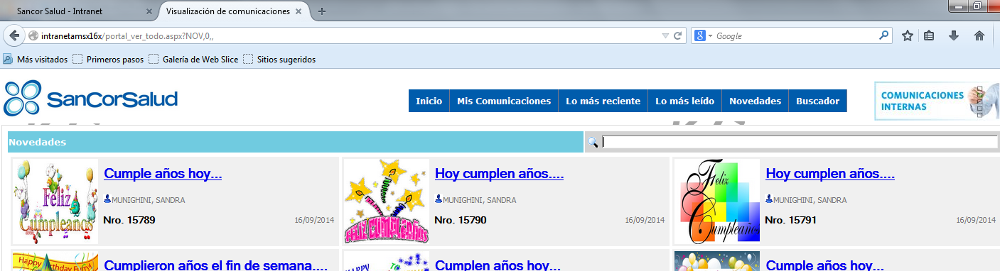 Sancor Salud - Intranet
Visualización de comunicaciones
intranetamsx16x/portal_ver_todo.aspx?NOV,0,,
Google
Más visitados
Primeros pasos
Galería de Web Slice
Sitios sugeridos
SanCorSalud
Inicio
Mis Comunicaciones
Lo más reciente
Lo más leído
Novedades
Buscador
COMUNICACIONES
INTERNAS
Novedades
Feliz
Cumpleaños
Cumple años hoy...
MUNIGHINI, SANDRA
Nro. 15789
16/09/2014
FELIZ CUMPLEAÑOS
Hoy cumplen años....
MUNIGHINI, SANDRA
Nro. 15790
16/09/2014
Feliz
Cumpleaños
Hoy cumplen años....
MUNIGHINI, SANDRA
Nro. 15791
16/09/2014
Happy Birthday
Cumplieron años el fin de semana....
HAPPY
TO
Cumplen años hoy...
Cumple años hoy...